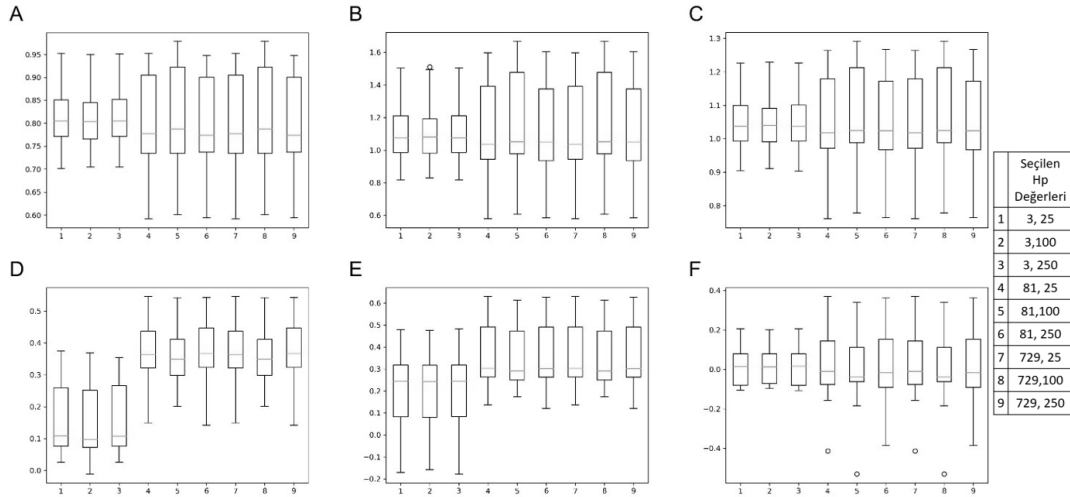 A
0.95
0.90
0.85
0.80
0.75
0.70
0.65
0.60
1 2 3 4 5 6 7 8 9
B
1.6
1.4
1.2
1.0
0.8
0.6
1 2 3 4 5 6 7 8 9
C
1.3
1.2
1.1
1.0
0.9
0.8
1 2 3 4 5 6 7 8 9
D
0.5
0.4
0.3
0.2
0.1
0.0
1 2 3 4 5 6 7 8 9
E
0.6
0.5
0.4
0.3
0.2
0.1
0.0
−0.1
−0.2
1 2 3 4 5 6 7 8 9
F
0.4
0.2
0.0
−0.2
−0.4
1 2 3 4 5 6 7 8 9
Seçilen
Hp
Değerleri
1 3, 25
2 3,100
3 3, 250
4 81, 25
5 81,100
6 81, 250
7 729, 25
8 729,100
9 729, 250